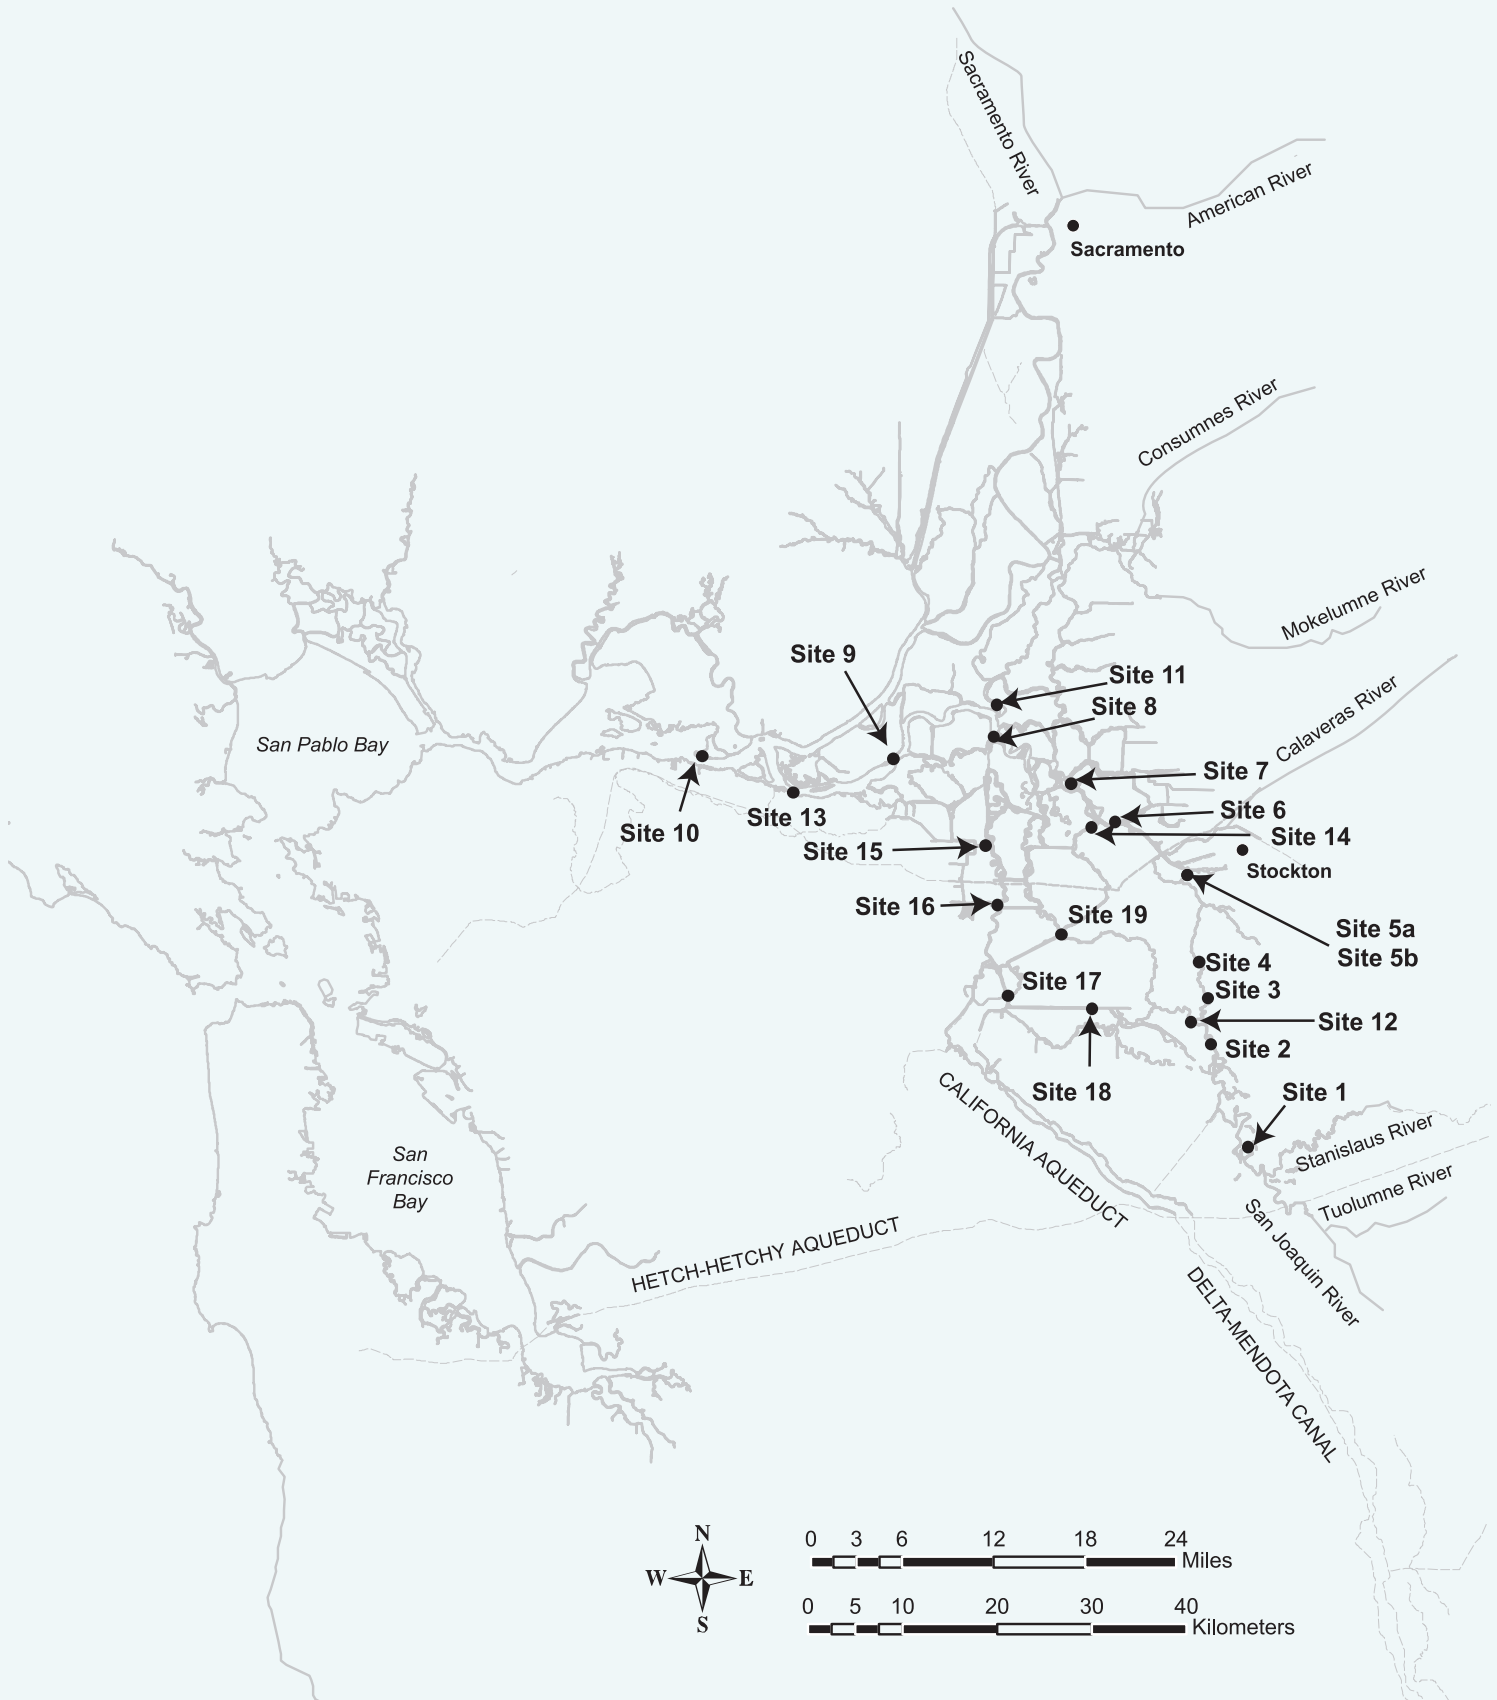 Sacramento River
American River
Sacramento
Consumnes River
Mokelumne River
Site 9
Site 11
Calaveras River
Site 8
San Pablo Bay
Site 7
Site 6
Site 13
Site 10
Site 14
Site 15
Stockton
Site 16
Site 19
Site 5a
Site 5b
Site 4
Site 17
Site 3
Site 12
Site 2
Site 18
Site 1
CALIFORNIA AQUEDUCT
Stanislaus River
San
Francisco
Bay
Tuolumne River
San Joaquin River
HETCH-HETCHY AQUEDUCT
DELTA-MENDOTA CANAL
N
W E
S
0 3 6 12 18 24
Miles
0 5 10 20 30 40
Kilometers